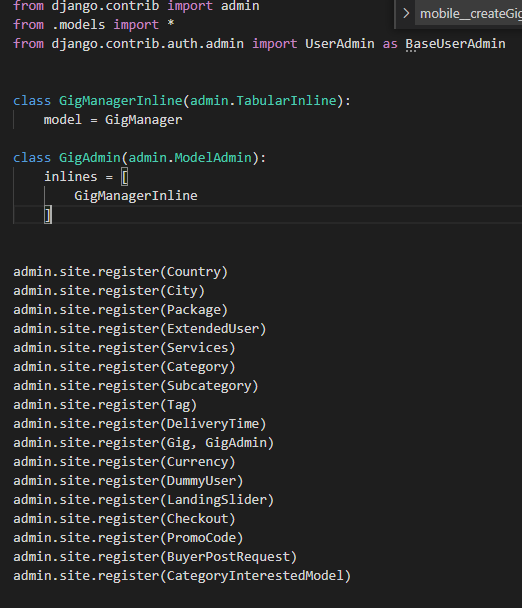 from django.contrib import admin
mobile__createGig
from .models import *
from django.contrib.auth.admin import UserAdmin as BaseUserAdmin
class GigManagerInline(admin.TabularInline):
    model = GigManager
class GigAdmin(admin.ModelAdmin):
    inlines = [
        GigManagerInline
    ]
admin.site.register(Country)
admin.site.register(City)
admin.site.register(Package)
admin.site.register(ExtendedUser)
admin.site.register(Services)
admin.site.register(Category)
admin.site.register(Subcategory)
admin.site.register(Tag)
admin.site.register(DeliveryTime)
admin.site.register(Gig, GigAdmin)
admin.site.register(Currency)
admin.site.register(DummyUser)
admin.site.register(LandingSlider)
admin.site.register(Checkout)
admin.site.register(PromoCode)
admin.site.register(BuyerPostRequest)
admin.site.register(CategoryInterestedModel)